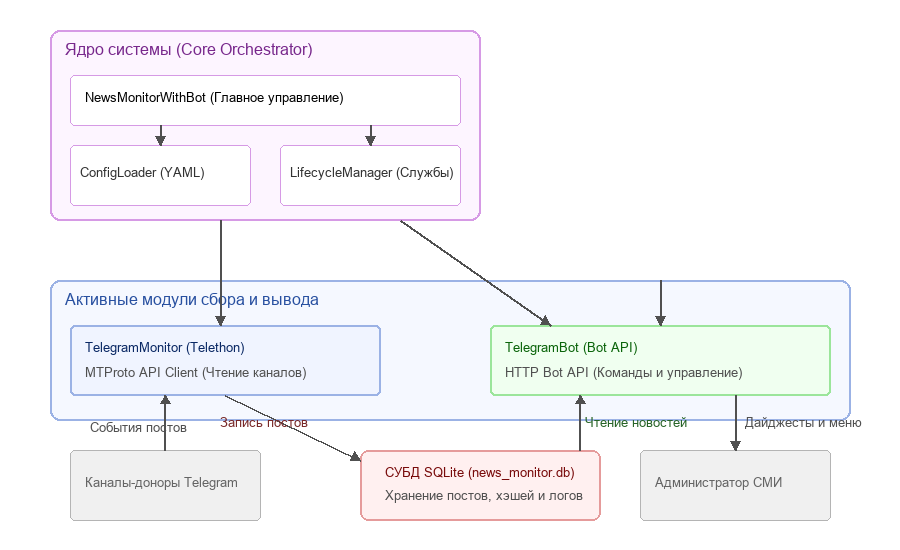 Ядро системы (Core Orchestrator)
NewsMonitorWithBot (Главное управление)
ConfigLoader (YAML)
LifecycleManager (Службы)
Активные модули сбора и вывода
TelegramMonitor (Telethon)
MTProto API Client (Чтение каналов)
TelegramBot (Bot API)
HTTP Bot API (Команды и управление)
События постов
Запись постов
Чтение новостей
Дайджесты и меню
Каналы-доноры Telegram
СУБД SQLite (news_monitor.db)
Хранение постов, хэшей и логов
Администратор СМИ